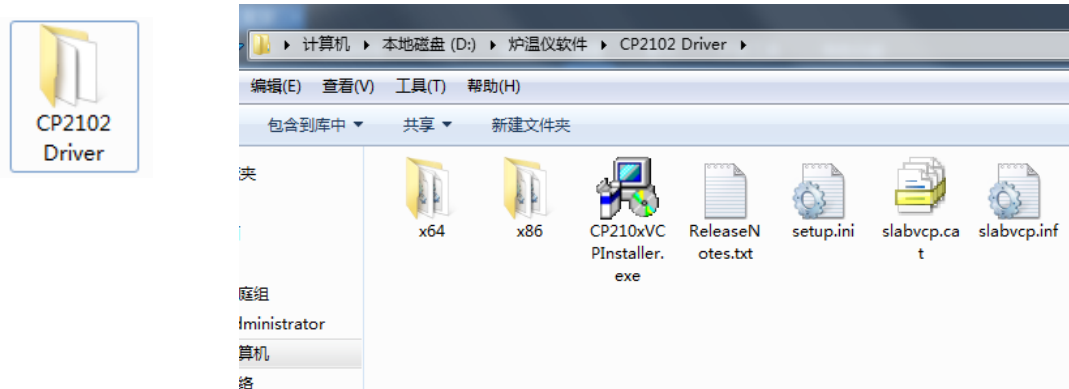 CP2102
Driver
计算机 本地磁盘 (D:) 炉温仪软件 CP2102 Driver
编辑(E) 查看(V) 工具(T) 帮助(H)
包含到库中 共享 新建文件夹
夹
x64
x86
CP210xVC
PInstaller.
exe
ReleaseN
otes.txt
setup.ini
slabvcp.ca
t
slabvcp.inf
庭组
dministrator
算机
络